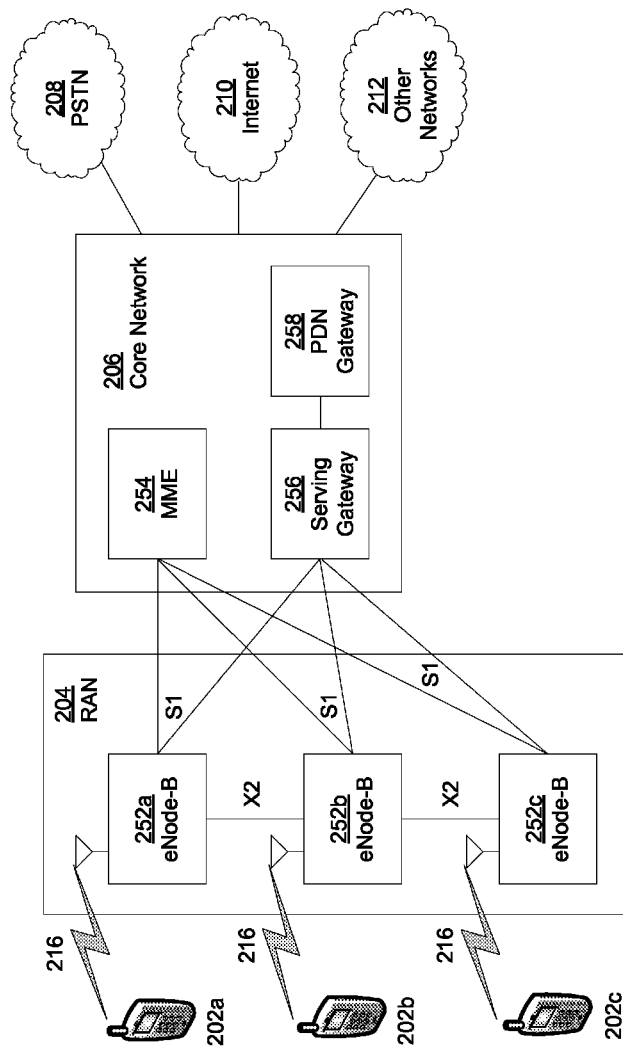 204
RAN
206
Core Network
208
PSTN
210
Internet
212
Other
Networks
254
MME
256
Serving
Gateway
258
PDN
Gateway
252a
eNode-B
252b
eNode-B
252c
eNode-B
S1
S1
S1
X2
X2
216
216
216
202a
202b
202c